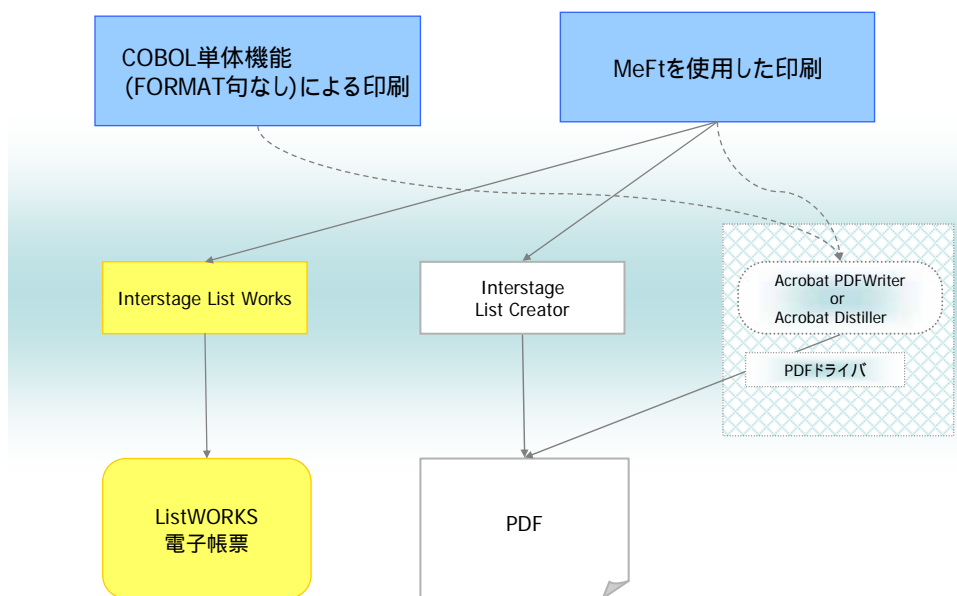 COBOL単体機能
(FORMAT句なし)による印刷
MeFtを使用した印刷
Interstage List Works
Interstage
List Creator
Acrobat PDFWriter
or
Acrobat Distiller
PDFドライバ
ListWORKS
電子帳票
PDF